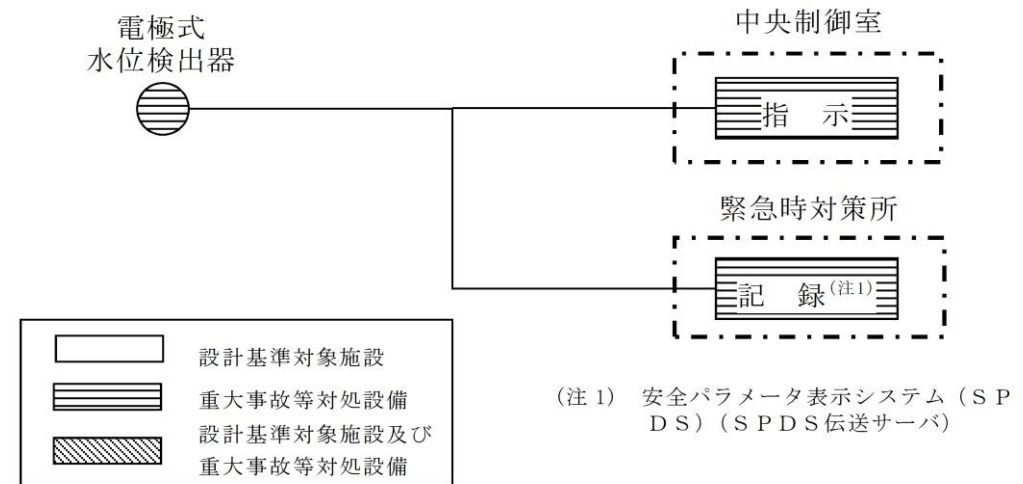 電極式
水位検出器
中央制御室
指　示
緊急時対策所
記　録(注1)
設計基準対象施設
重大事故等対処設備
設計基準対象施設及び
重大事故等対処設備
(注 1)　安全パラメータ表示システム（ＳＰ
ＤＳ）（ＳＰＤＳ伝送サーバ）